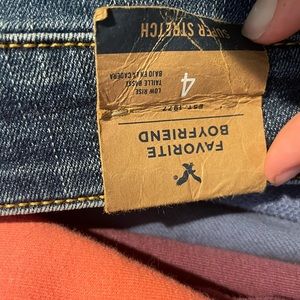 FAVORITE
BOYFRIEND
EST. 1977
4
LOW RISE
TAILLE BASSE
BAJO EN LA CADERA
SUPER STRETCH